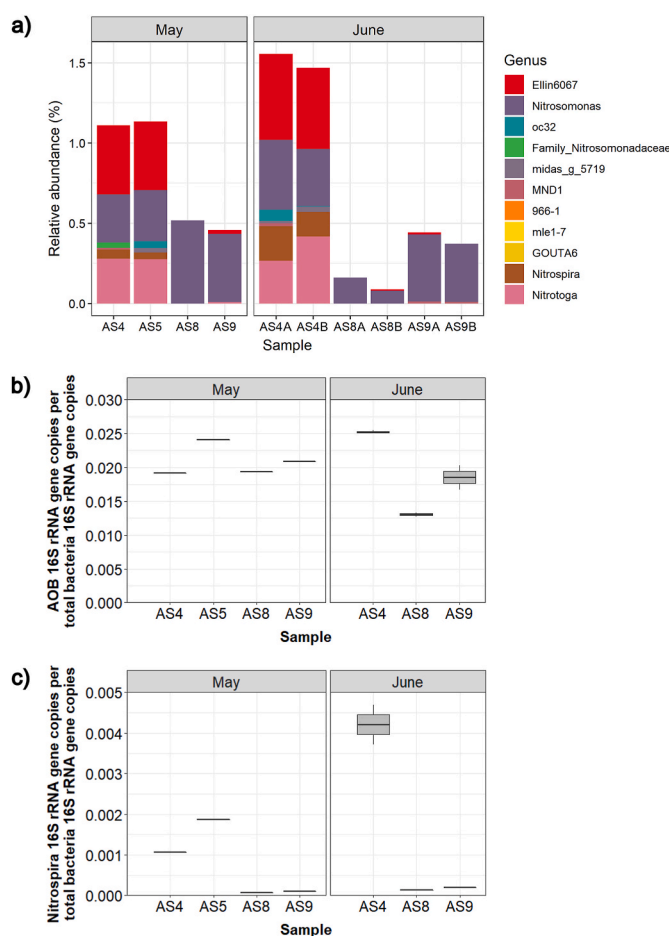 a)
May
June
Relative abundance (%)
1.5
1.0
0.5
0.0
AS4 AS5 AS8 AS9
AS4A AS4B AS8A AS8B AS9A AS9B
Sample
Genus
Ellin6067
Nitrosomonas
oc32
Family_Nitrosomonadaceae
midas_g_5719
MND1
966-1
mle1-7
GOUTA6
Nitrospira
Nitrotoga
b)
May
June
AOB 16S rRNA gene copies per
total bacteria 16S rRNA gene copies
0.030
0.025
0.020
0.015
0.010
0.005
0.000
AS4 AS5 AS8 AS9
AS4 AS8 AS9
Sample
c)
May
June
Nitrospira 16S rRNA gene copies per
total bacteria 16S rRNA gene copies
0.005
0.004
0.003
0.002
0.001
0.000
AS4 AS5 AS8 AS9
AS4 AS8 AS9
Sample